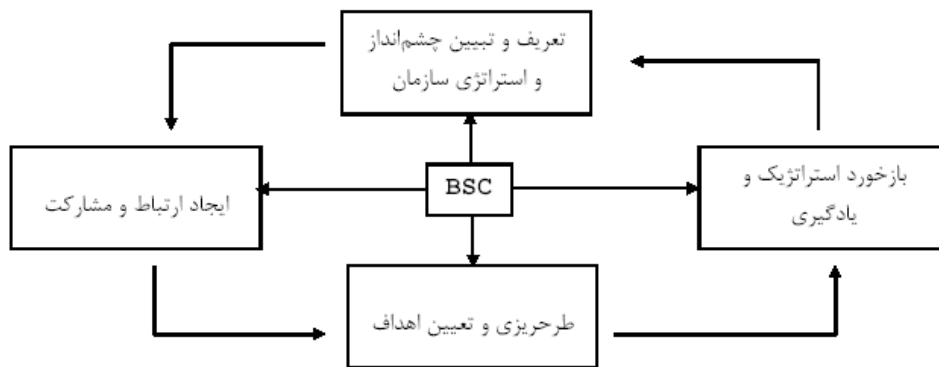 تعریف و تبیین چشم‌انداز
و استراتژی سازمان
بازخورد استراتژیک و
یادگیری
BSC
ایجاد ارتباط و مشارکت
طرحریزی و تعیین اهداف